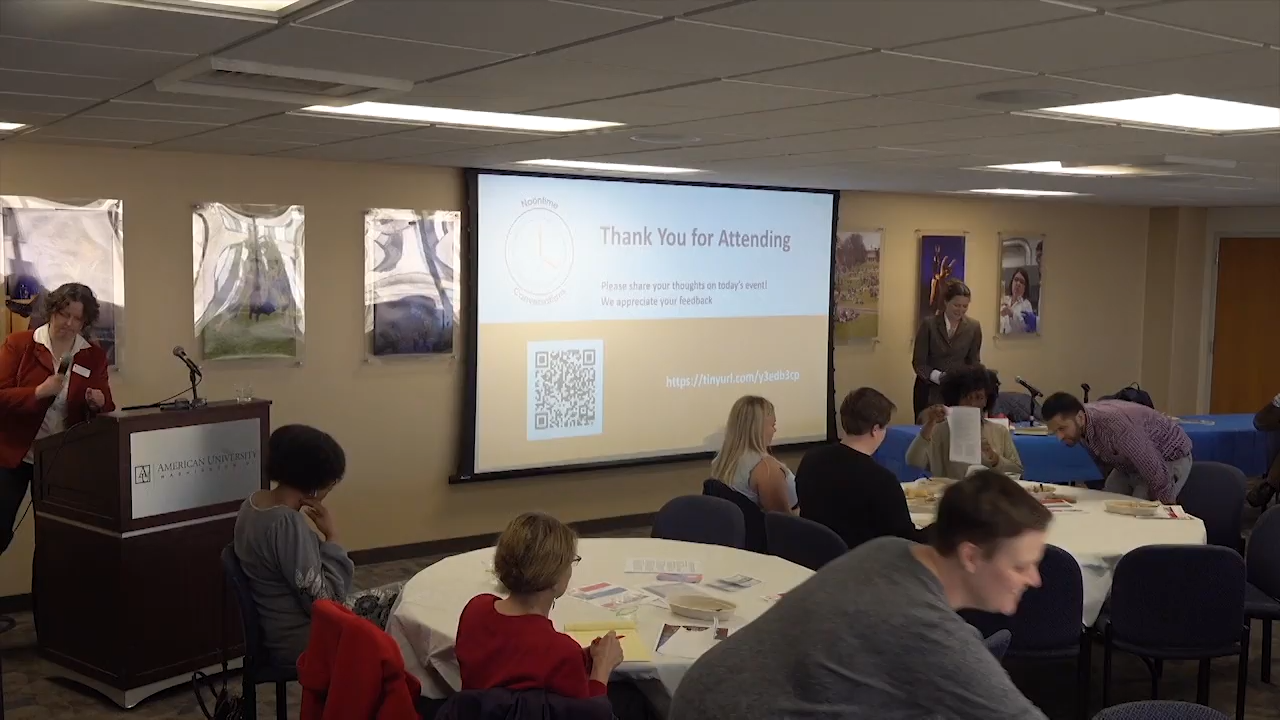 Noontime
Conversations
Thank You for Attending
Please share your thoughts on today's event!
We appreciate your feedback
https://tinyurl.com/y3edb3cp
AMERICAN UNIVERSITY